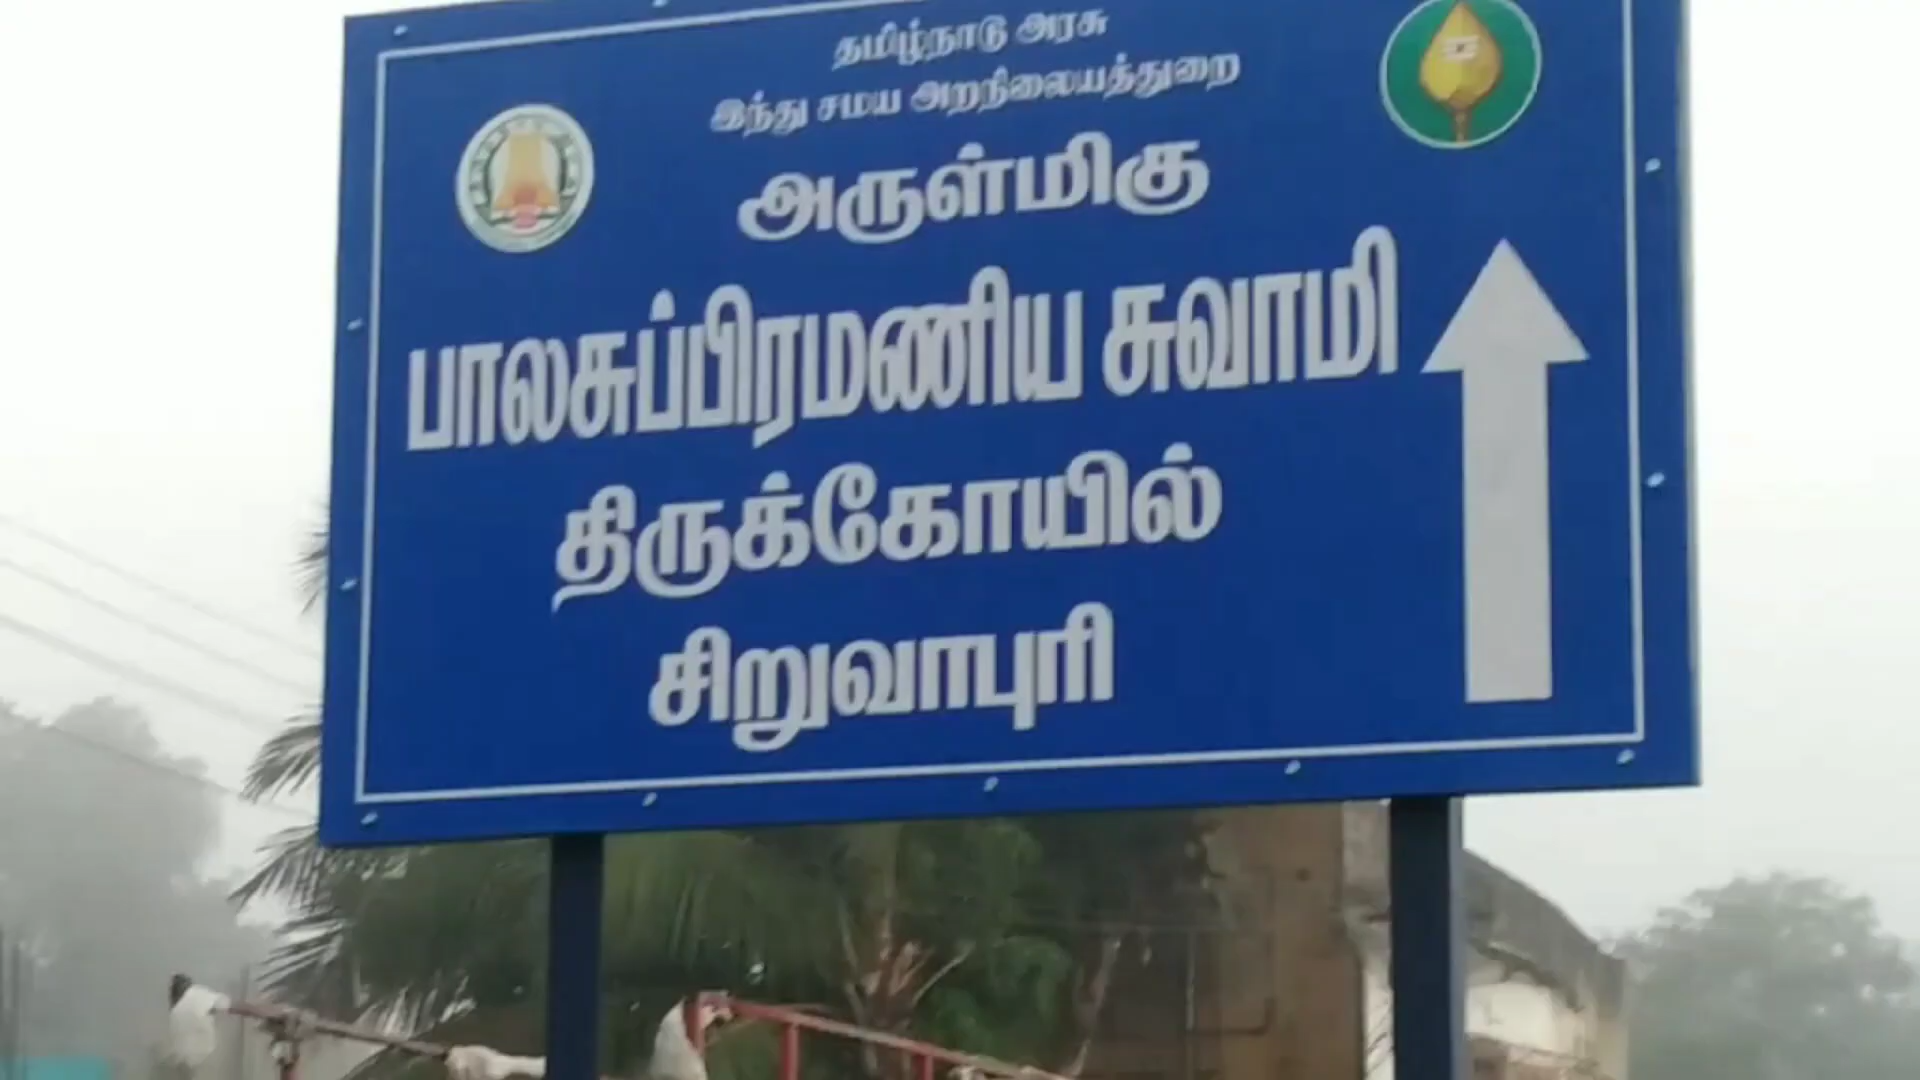 தமிழ்நாடு அரசு
இந்து சமய அறநிலையத்துறை
அருள்மிகு
பாலசுப்பிரமணிய சுவாமி
திருக்கோயில்
சிறுவாபுரி